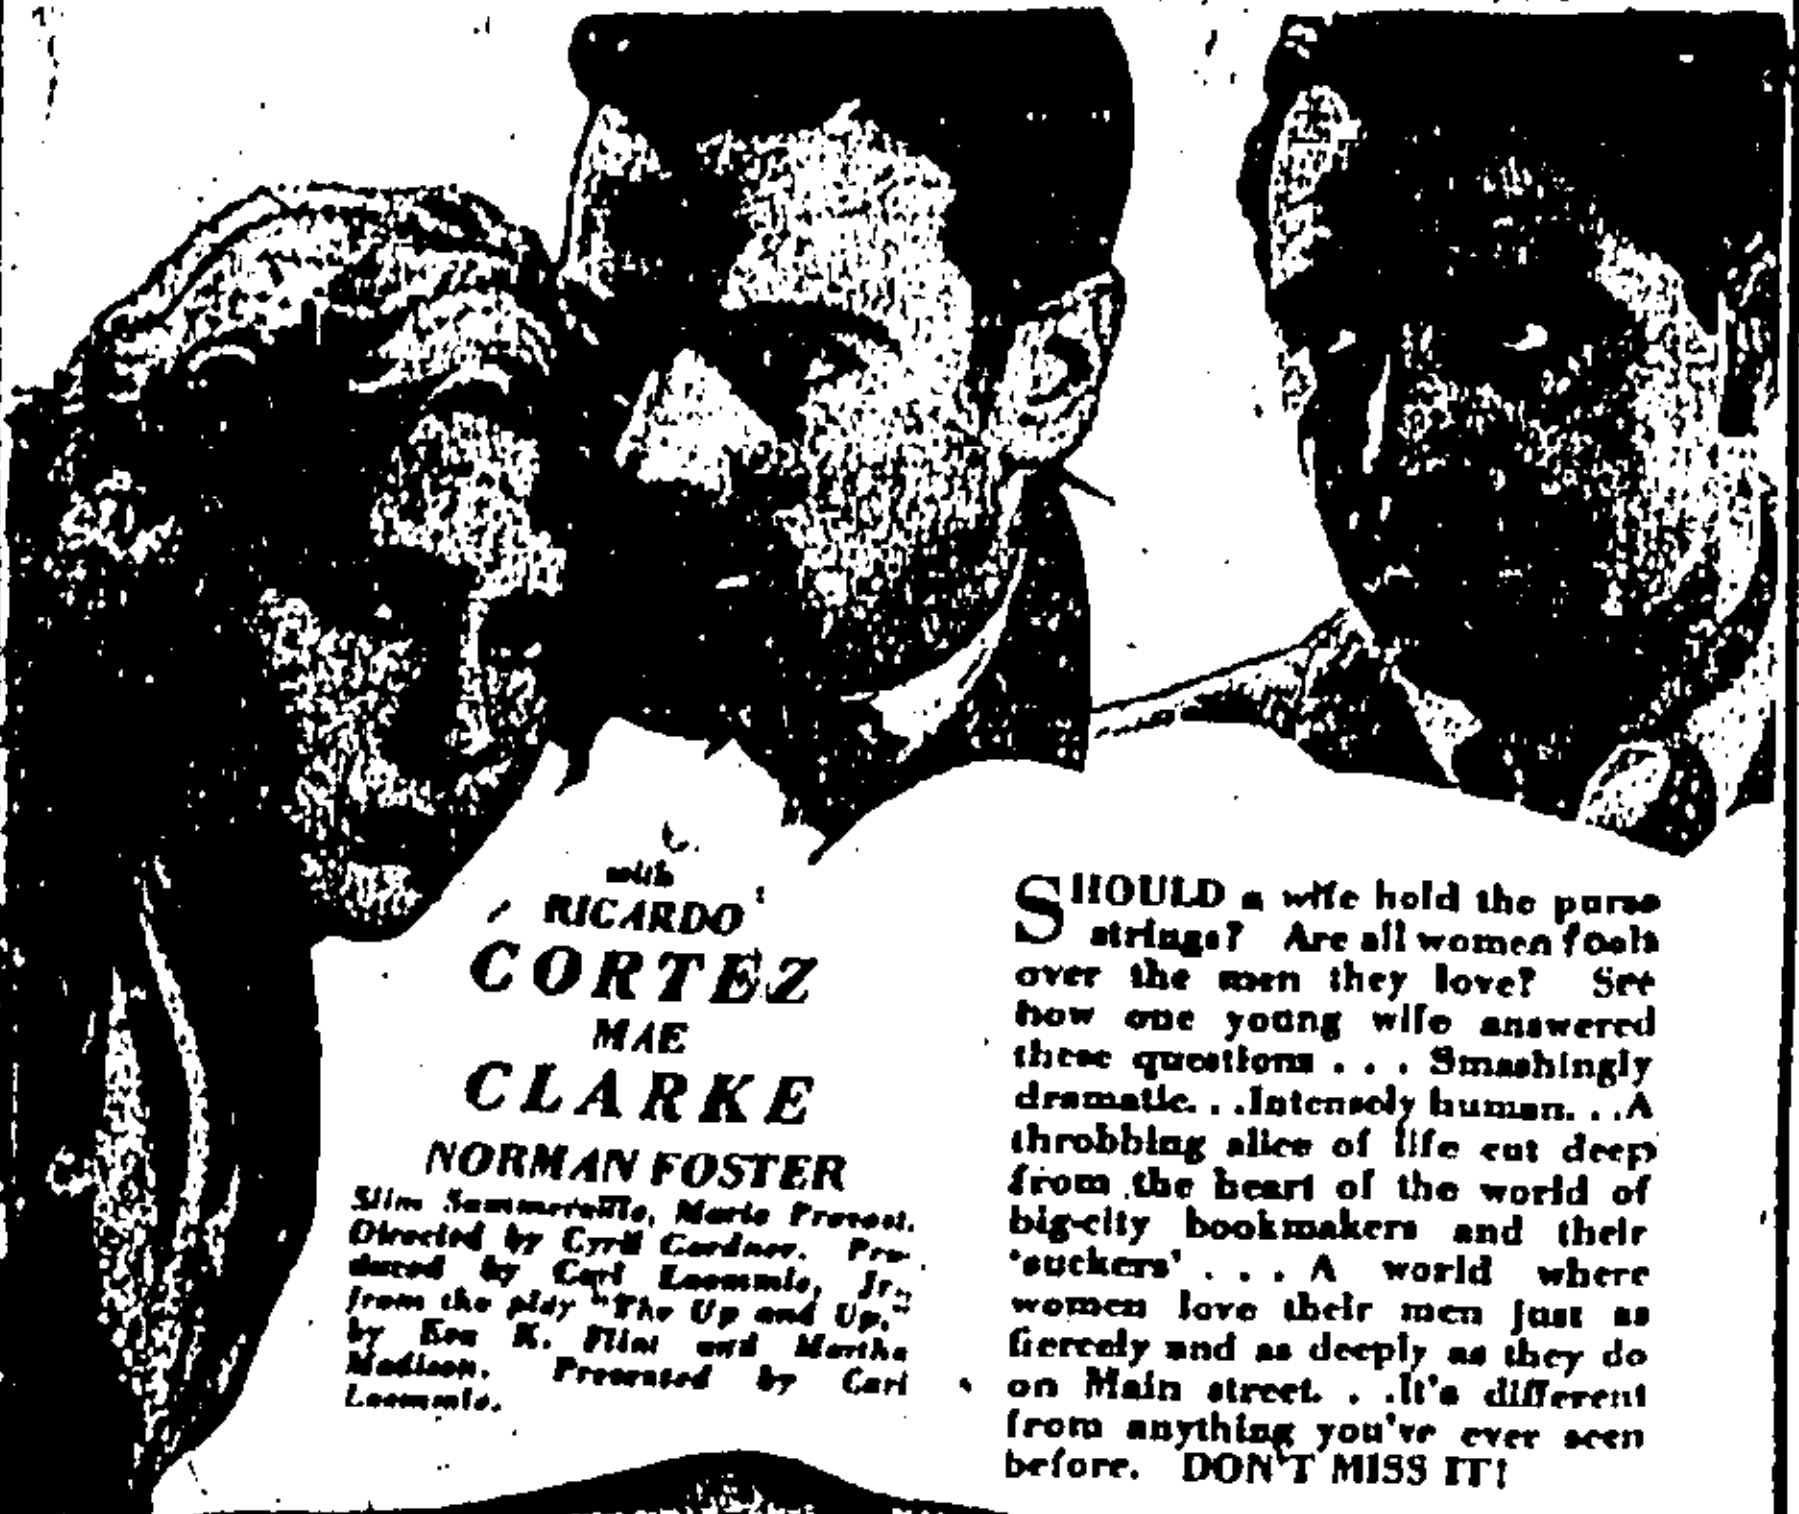 with
RICARDO
CORTEZ
MAE
CLARKE
NORMAN FOSTER
Slim Summerville, Marie Prevost.
Directed by Cyril Gardner. Pro-
duced by Carl Laemmle, Jr.,
from the play "The Up and Up,"
by Eva K. Flint and Martha
Madison. Presented by Carl
Laemmle.
SHOULD a wife hold the purse
strings? Are all women fools
over the men they love? See
how one young wife answered
these questions . . . Smashingly
dramatic. . .Intensely human. . .A
throbbing slice of life cut deep
from the heart of the world of
big-city bookmakers and their
'suckers' . . . A world where
women love their men just as
fiercely and as deeply as they do
on Main street. . .It's different
from anything you've ever seen
before. DON'T MISS IT!